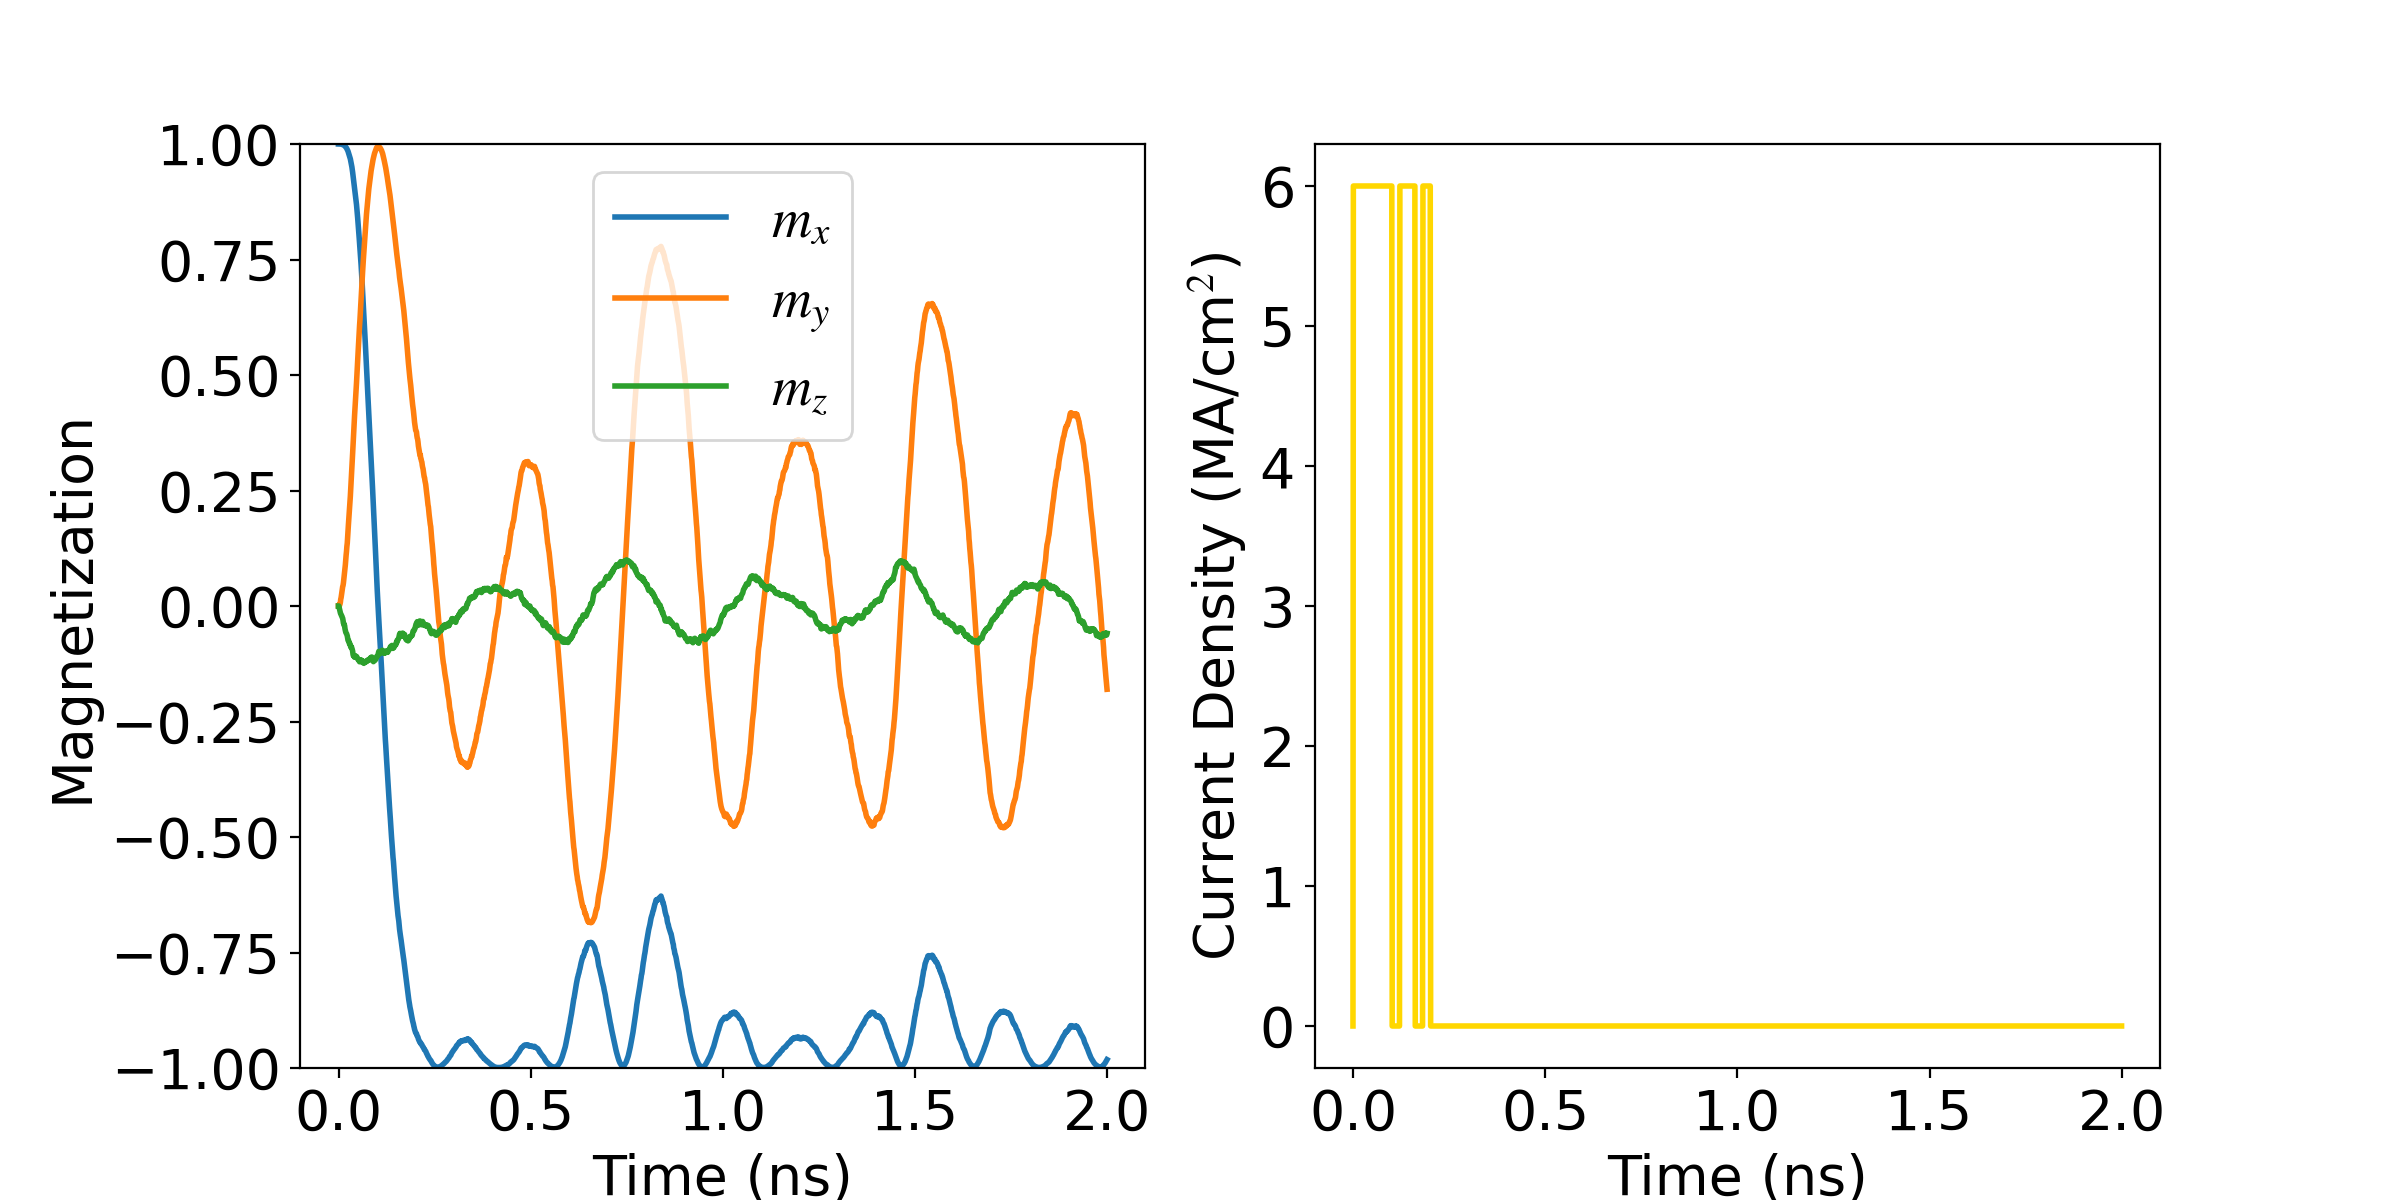 1.00
0.75
0.50
0.25
0.00
−0.25
−0.50
−0.75
−1.00
Magnetization
0.0 0.5 1.0 1.5 2.0
Time (ns)
m_x
m_y
m_z
6
5
4
3
2
1
0
Current Density (MA/cm²)
0.0 0.5 1.0 1.5 2.0
Time (ns)